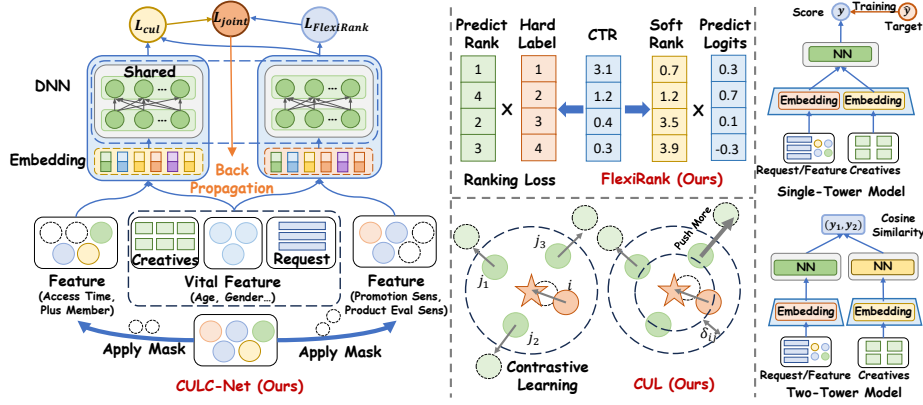 L_cul
L_joint
L_FlexiRank
DNN
Shared
...
...
...
...
Embedding
Back
Propagation
Creatives
Request
Feature
(Access Time,
Plus Member)
Vital Feature
(Age, Gender...)
Feature
(Promotion Sens,
Product Eval Sens)
Apply Mask
Apply Mask
CULC-Net (Ours)
Predict
Rank
Hard
Label
CTR
Soft
Rank
Predict
Logits
1
1
3.1
0.7
0.3
4
2
1.2
1.2
0.7
X
X
2
3
0.4
3.5
0.1
3
4
0.3
3.9
-0.3
Ranking Loss
FlexiRank (Ours)
j1
j3
i
j2
Contrastive
Learning
Push More
δij
CUL (Ours)
Score
y
Training
ŷ
Target
NN
Embedding
Embedding
Request/Feature
Creatives
Single-Tower Model
(y1, y2)
Cosine
Similarity
NN
NN
Embedding
Embedding
Request/Feature
Creatives
Two-Tower Model